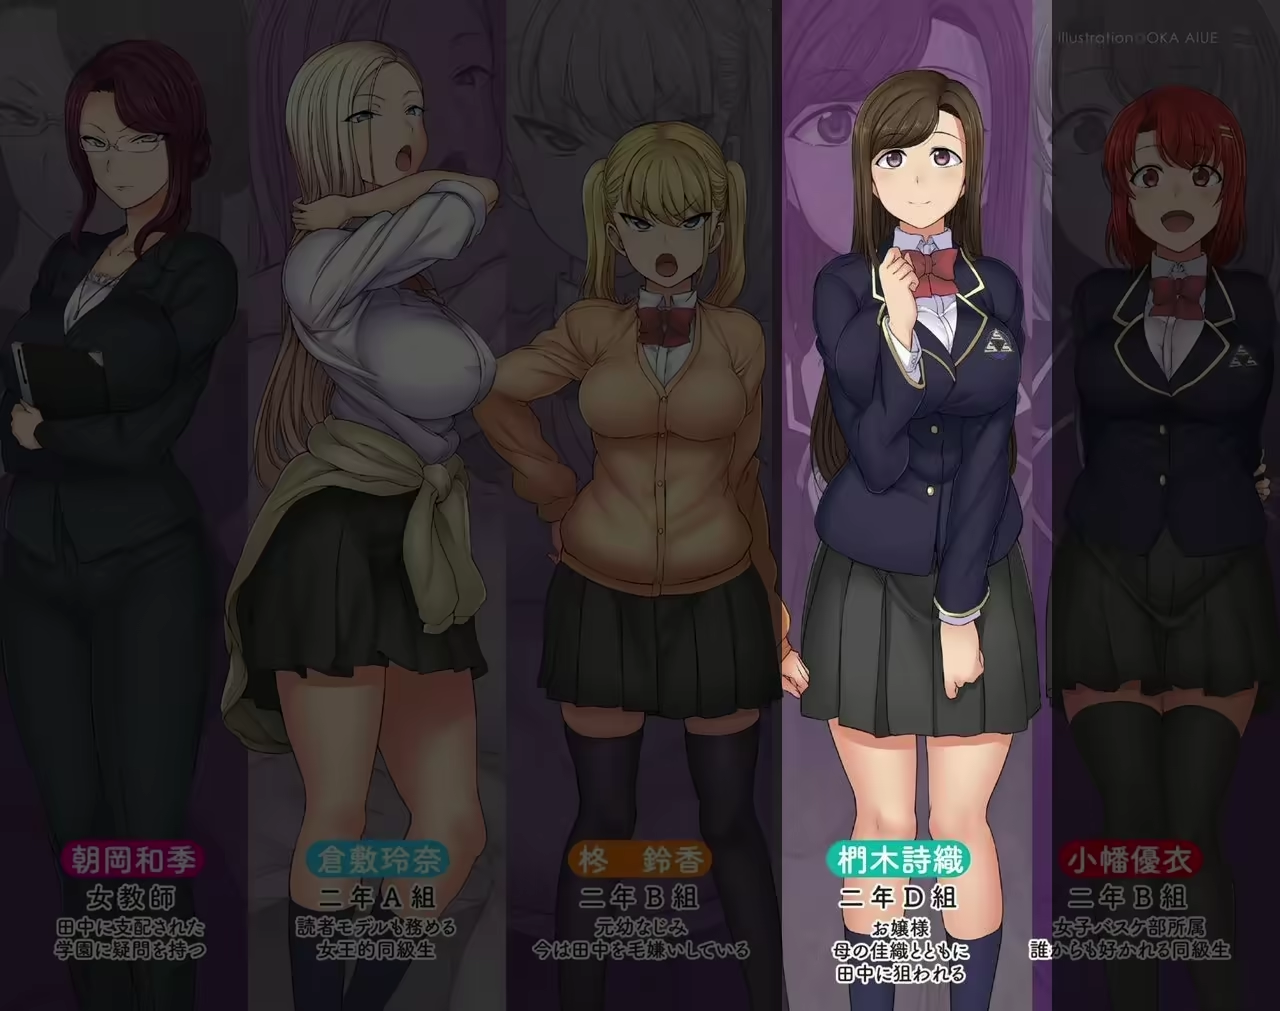 illustration◎OKA AIUE
朝岡和季
女教師
田中に支配された
学園に疑問を持つ
倉敷玲奈
二年A組
読者モデルも務める
女王的同級生
柊 鈴香
二年B組
元幼なじみ
今は田中を毛嫌いしている
椚木詩織
二年D組
お嬢様
母の佳織とともに
田中に狙われる
小幡優衣
二年B組
女子バスケ部所属
誰からも好かれる同級生